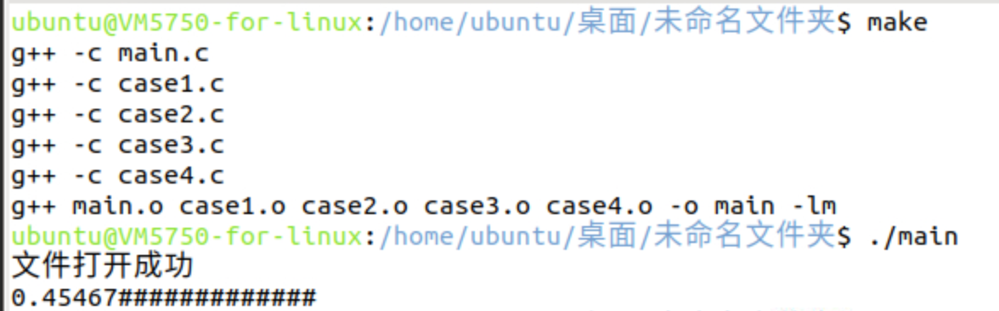 ubuntu@VM5750-for-linux:/home/ubuntu/桌面/未命名文件夹$ make
g++ -c main.c
g++ -c case1.c
g++ -c case2.c
g++ -c case3.c
g++ -c case4.c
g++ main.o case1.o case2.o case3.o case4.o -o main -lm
ubuntu@VM5750-for-linux:/home/ubuntu/桌面/未命名文件夹$ ./main
文件打开成功
0.45467#############